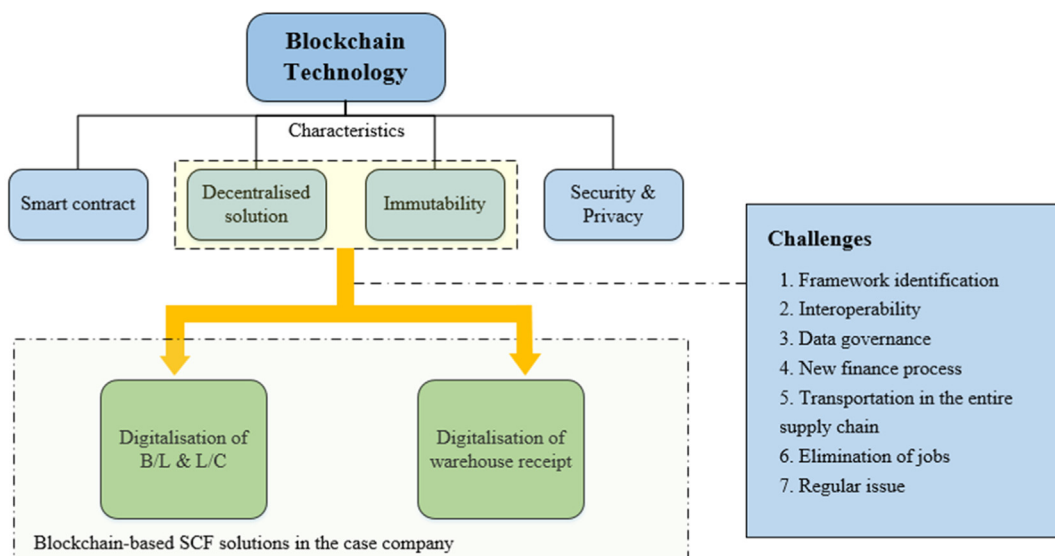 Blockchain
Technology
Characteristics
Smart contract
Decentralised
solution
Immutability
Security &
Privacy
Challenges
1. Framework identification
2. Interoperability
3. Data governance
4. New finance process
5. Transportation in the entire
supply chain
6. Elimination of jobs
7. Regular issue
Digitalisation of
B/L & L/C
Digitalisation of
warehouse receipt
Blockchain-based SCF solutions in the case company